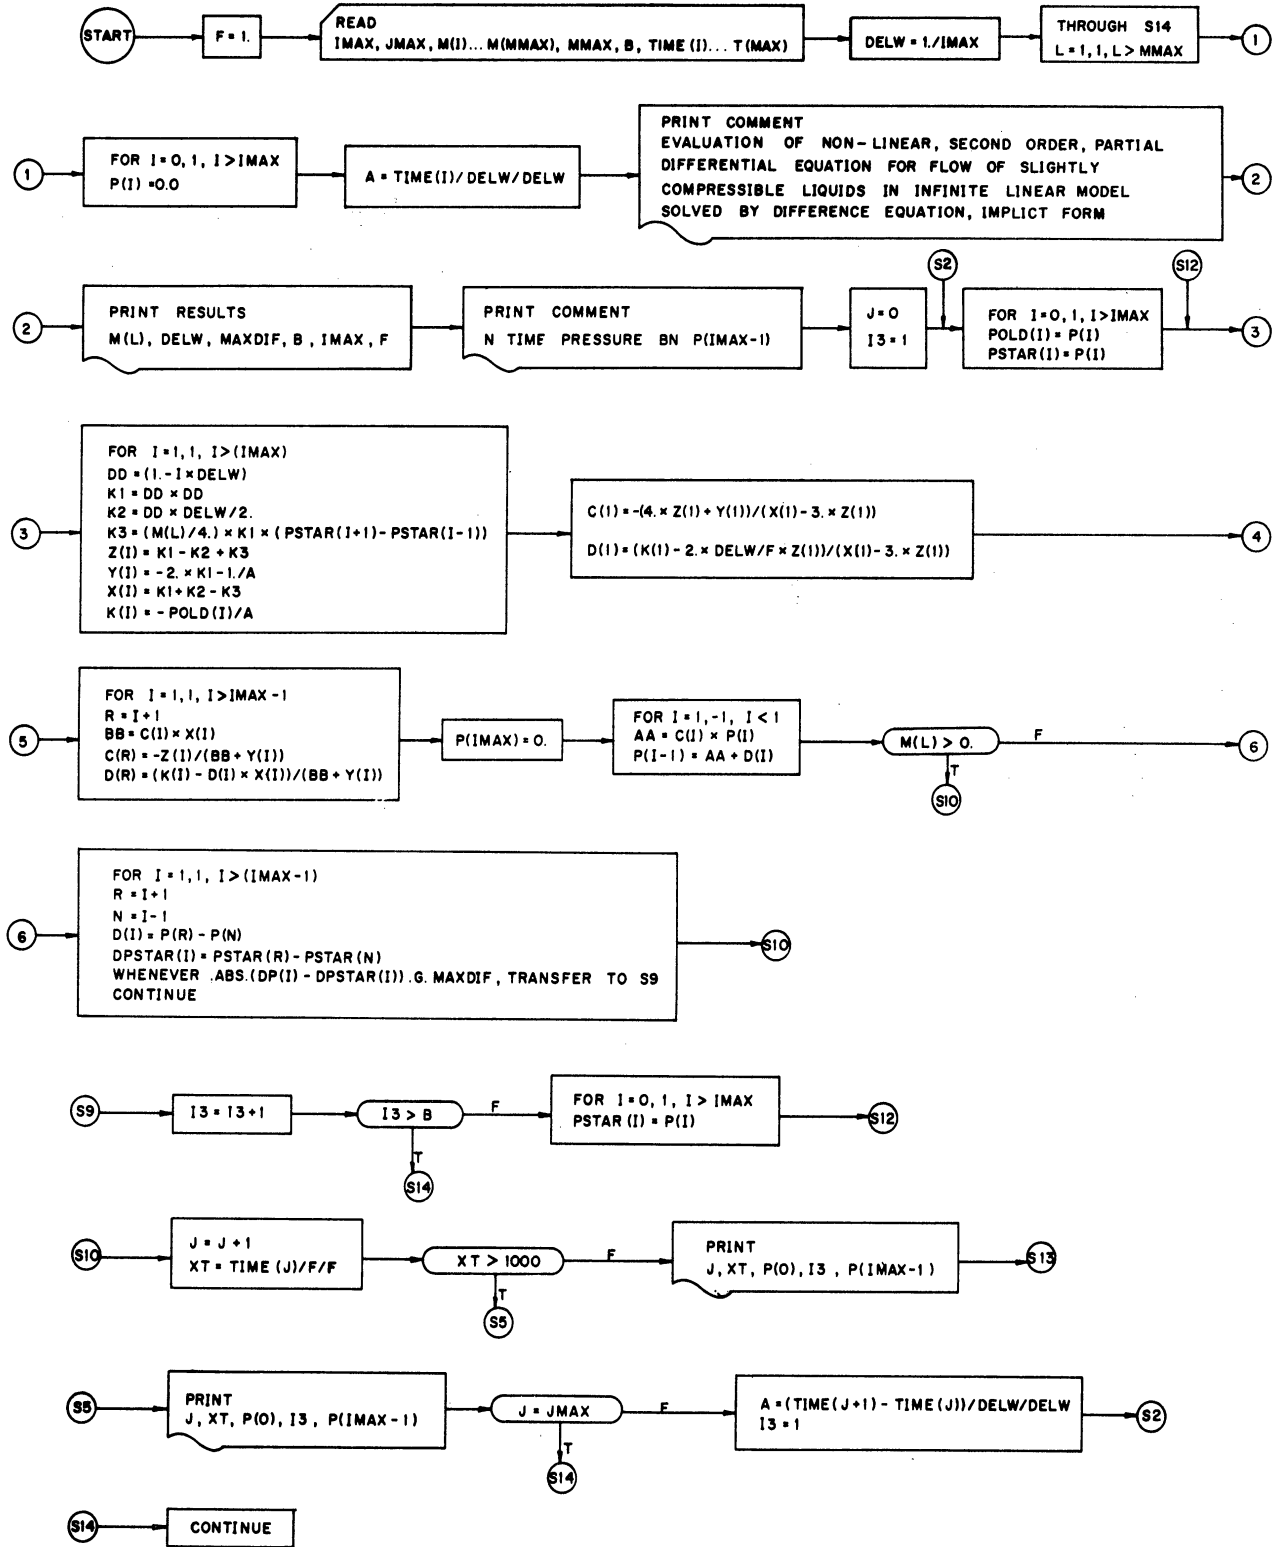 START
F = 1.
READ
IMAX, JMAX, M(I)... M(MMAX), MMAX, B, TIME (I)... T(MAX)
DELW = 1./IMAX
THROUGH S14
L = 1, 1, L > MMAX
1
1
FOR I = 0, 1, I > IMAX
P(I) = 0.0
A = TIME(I)/DELW/DELW
PRINT COMMENT
EVALUATION OF NON-LINEAR, SECOND ORDER, PARTIAL
DIFFERENTIAL EQUATION FOR FLOW OF SLIGHTLY
COMPRESSIBLE LIQUIDS IN INFINITE LINEAR MODEL
SOLVED BY DIFFERENCE EQUATION, IMPLICT FORM
2
2
PRINT RESULTS
M(L), DELW, MAXDIF, B, IMAX, F
PRINT COMMENT
N TIME PRESSURE BN P(IMAX-1)
J = 0
I3 = 1
S2
FOR I = 0, 1, I > IMAX
POLD(I) = P(I)
PSTAR(I) = P(I)
S12
3
3
FOR I = 1, 1, I > (IMAX)
DD = (1. - I × DELW)
K1 = DD × DD
K2 = DD × DELW/2.
K3 = (M(L)/4.) × K1 × (PSTAR(I+1) - PSTAR(I-1))
Z(I) = K1 - K2 + K3
Y(I) = -2. × K1 - 1./A
X(I) = K1 + K2 - K3
K(I) = - POLD(I)/A
C(1) = -(4. × Z(1) + Y(1))/(X(1) - 3. × Z(1))
D(1) = (K(1) - 2. × DELW/F × Z(1))/(X(1) - 3. × Z(1))
4
5
FOR I = 1, 1, I > IMAX - 1
R = I + 1
BB = C(I) × X(I)
C(R) = -Z(I)/(BB + Y(I))
D(R) = (K(I) - D(I) × X(I))/(BB + Y(I))
P(IMAX) = 0.
FOR I = 1, -1, I < 1
AA = C(I) × P(I)
P(I-1) = AA + D(I)
M(L) > 0.
F
T
S10
6
6
FOR I = 1, 1, I > (IMAX-1)
R = I + 1
N = I - 1
D(I) = P(R) - P(N)
DPSTAR(I) = PSTAR(R) - PSTAR(N)
WHENEVER .ABS.(DP(I) - DPSTAR(I)).G. MAXDIF, TRANSFER TO S9
CONTINUE
S10
S9
I3 = I3+1
I3 > B
F
T
S14
FOR I = 0, 1, I > IMAX
PSTAR (I) = P(I)
S12
S10
J = J + 1
XT = TIME (J)/F/F
XT > 1000
F
T
S5
PRINT
J, XT, P(0), I3, P(IMAX-1)
S13
S5
PRINT
J, XT, P(0), I3, P(IMAX-1)
J = JMAX
F
T
S14
A = (TIME(J+1) - TIME(J))/DELW/DELW
I3 = 1
S2
S14
CONTINUE